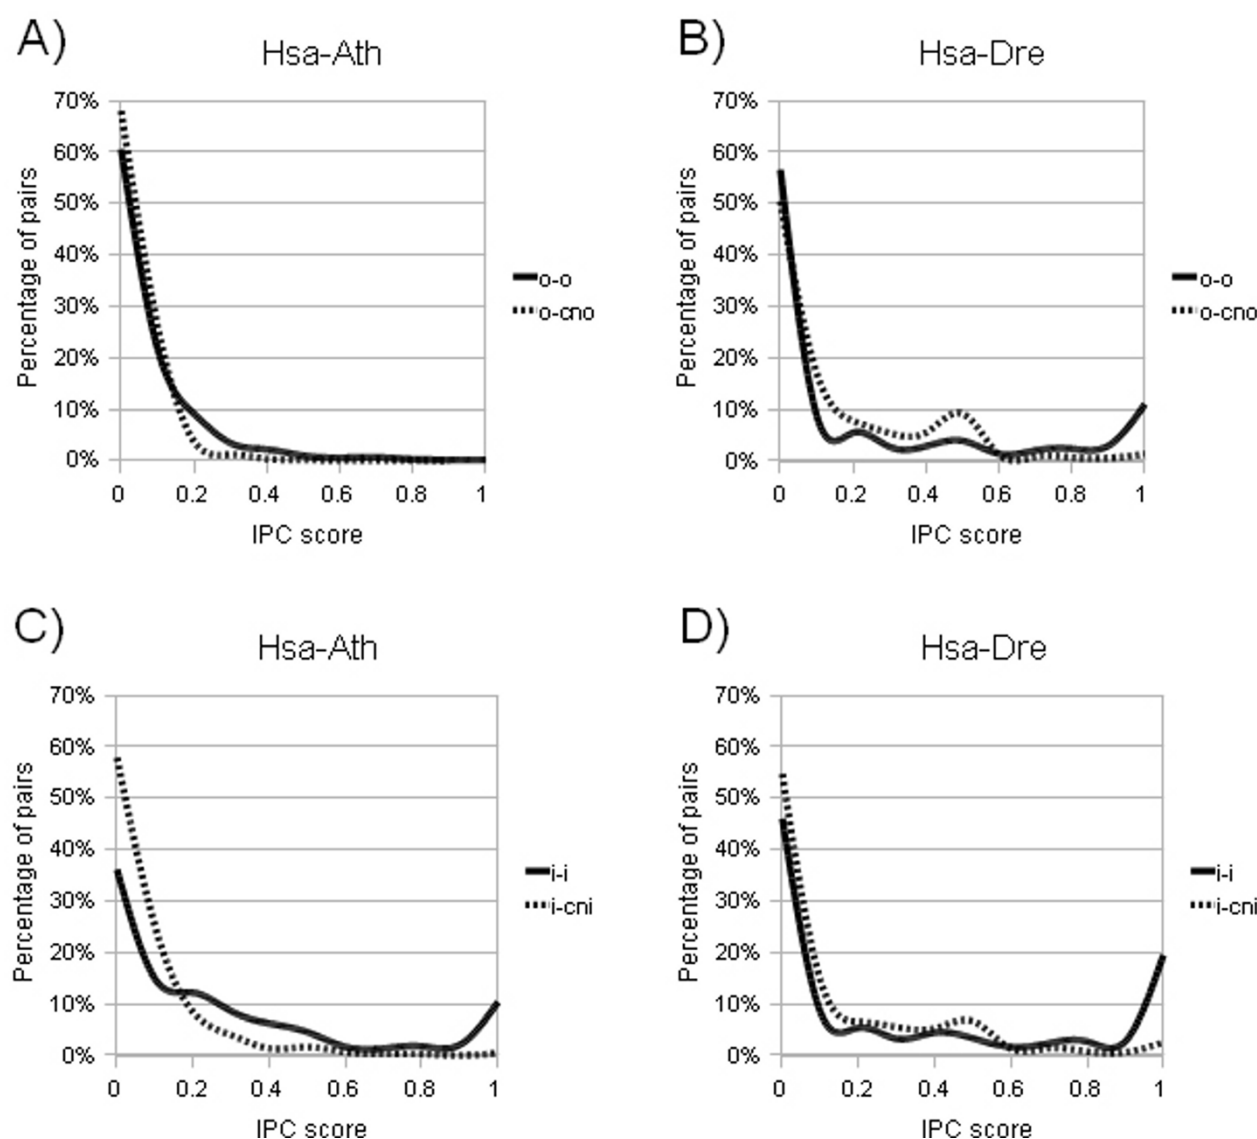 A)
Hsa-Ath
70%
60%
50%
40%
30%
20%
10%
0%
Percentage of pairs
0 0.2 0.4 0.6 0.8 1
IPC score
o-o
o-cno
B)
Hsa-Dre
70%
60%
50%
40%
30%
20%
10%
0%
Percentage of pairs
0 0.2 0.4 0.6 0.8 1
IPC score
o-o
o-cno
C)
Hsa-Ath
70%
60%
50%
40%
30%
20%
10%
0%
Percentage of pairs
0 0.2 0.4 0.6 0.8 1
IPC score
i-i
i-cni
D)
Hsa-Dre
70%
60%
50%
40%
30%
20%
10%
0%
Percentage of pairs
0 0.2 0.4 0.6 0.8 1
IPC score
i-i
i-cni